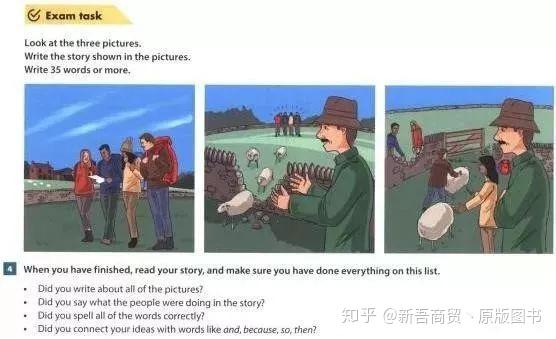 Exam task
Look at the three pictures.
Write the story shown in the pictures.
Write 35 words or more.
4 When you have finished, read your story, and make sure you have done everything on this list.
• Did you write about all of the pictures?
• Did you say what the people were doing in the story?
• Did you spell all of the words correctly?
• Did you connect your ideas with words like and, because, so, then?
知乎 @新吾商贸、原版图书